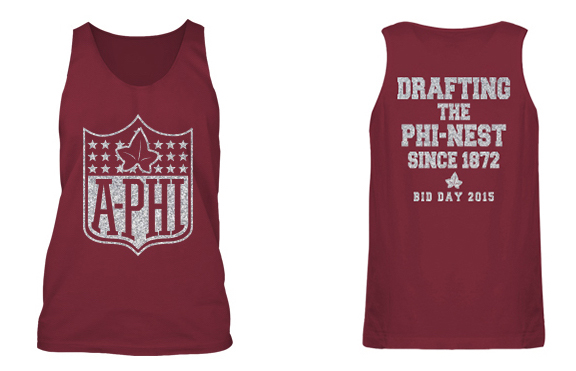 A-PHI
DRAFTING
THE
PHI-NEST
SINCE 1872
BID DAY 2015